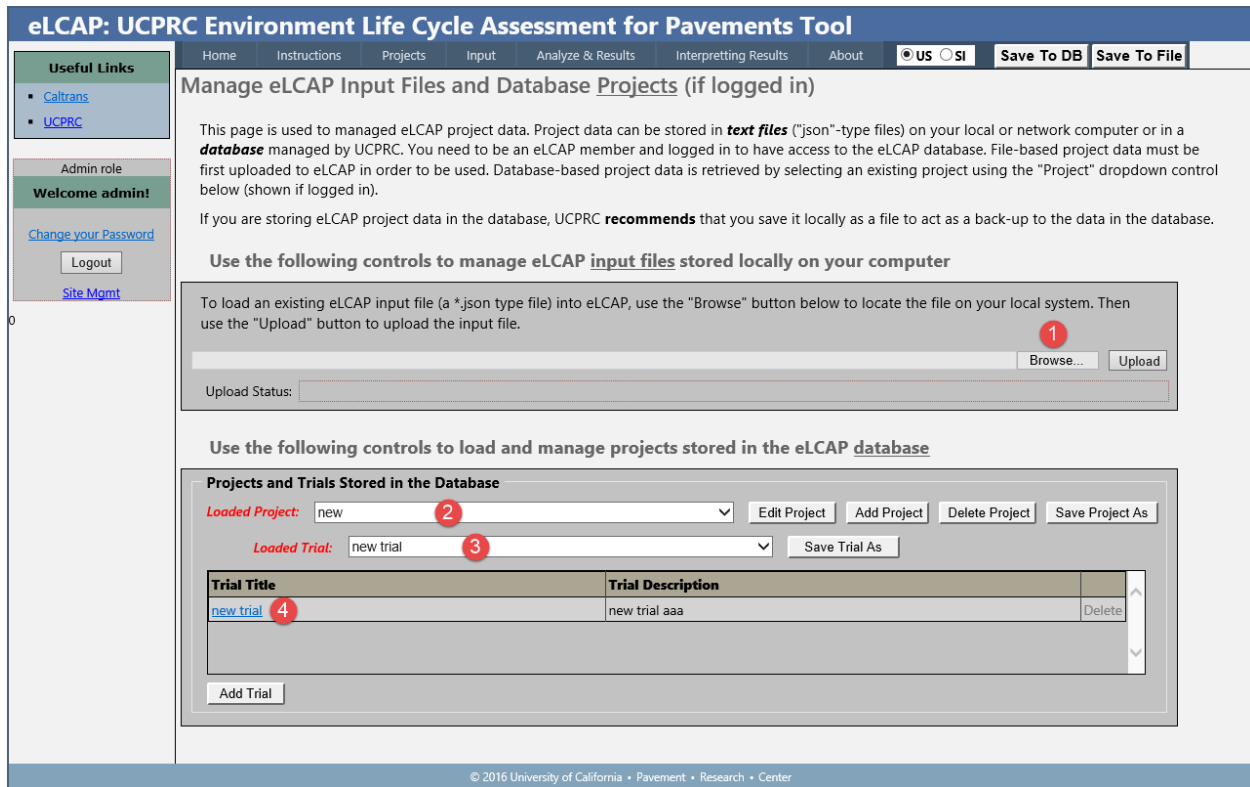 eLCAP: UCPRC Environment Life Cycle Assessment for Pavements Tool
Home Instructions Projects Input Analyze & Results Interpretting Results About US SI Save To DB Save To File
Useful Links
Caltrans
UCPRC
Admin role
Welcome admin!
Change your Password
Logout
Site Mgmt
0
Manage eLCAP Input Files and Database Projects (if logged in)
This page is used to managed eLCAP project data. Project data can be stored in text files ("json"-type files) on your local or network computer or in a
database managed by UCPRC. You need to be an eLCAP member and logged in to have access to the eLCAP database. File-based project data must be
first uploaded to eLCAP in order to be used. Database-based project data is retrieved by selecting an existing project using the "Project" dropdown control
below (shown if logged in).
If you are storing eLCAP project data in the database, UCPRC recommends that you save it locally as a file to act as a back-up to the data in the database.
Use the following controls to manage eLCAP input files stored locally on your computer
To load an existing eLCAP input file (a *.json type file) into eLCAP, use the "Browse" button below to locate the file on your local system. Then
use the "Upload" button to upload the input file.
1
Browse... Upload
Upload Status:
Use the following controls to load and manage projects stored in the eLCAP database
Projects and Trials Stored in the Database
Loaded Project: new 2 Edit Project Add Project Delete Project Save Project As
Loaded Trial: new trial 3 Save Trial As
Trial Title Trial Description
new trial 4 new trial aaa Delete
Add Trial
© 2016 University of California • Pavement • Research • Center